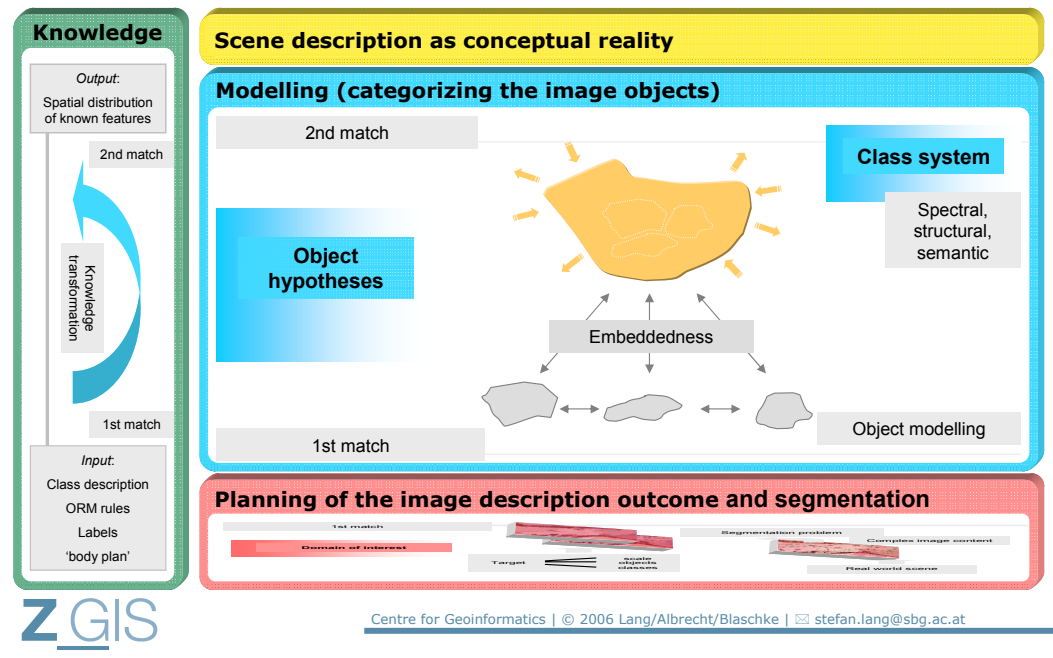 Knowledge
Output:
Spatial distribution
of known features
2nd match
Knowledge
transformation
1st match
Input:
Class description
ORM rules
Labels
‘body plan’
Scene description as conceptual reality
Modelling (categorizing the image objects)
2nd match
Class system
Spectral,
structural,
semantic
Object
hypotheses
Embeddedness
Object modelling
1st match
Planning of the image description outcome and segmentation
1st match
Domain of interest
Target
scale
objects
classes
Segmentation problem
Complex image content
Real world scene
Z GIS
Centre for Geoinformatics | © 2006 Lang/Albrecht/Blaschke | ✉ stefan.lang@sbg.ac.at